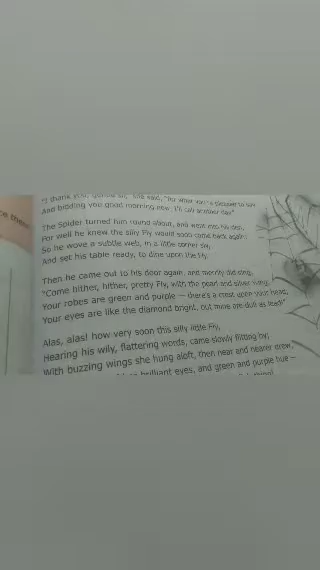 "I thank you, gentle sir," she said, "for what you're pleased to say,
And bidding you good morning now, I'll call another day."
The Spider turned him round about, and went into his den,
For well he knew the silly Fly would soon come back again:
So he wove a subtle web, in a little corner sly,
And set his table ready, to dine upon the Fly.
Then he came out to his door again, and merrily did sing,
"Come hither, hither, pretty Fly, with the pearl and silver wing;
Your robes are green and purple — there's a crest upon your head;
Your eyes are like the diamond bright, but mine are dull as lead!"
Alas, alas! how very soon this silly little Fly,
Hearing his wily, flattering words, came slowly flitting by;
With buzzing wings she hung aloft, then near and nearer drew,
brilliant eyes, and green and purple hue —